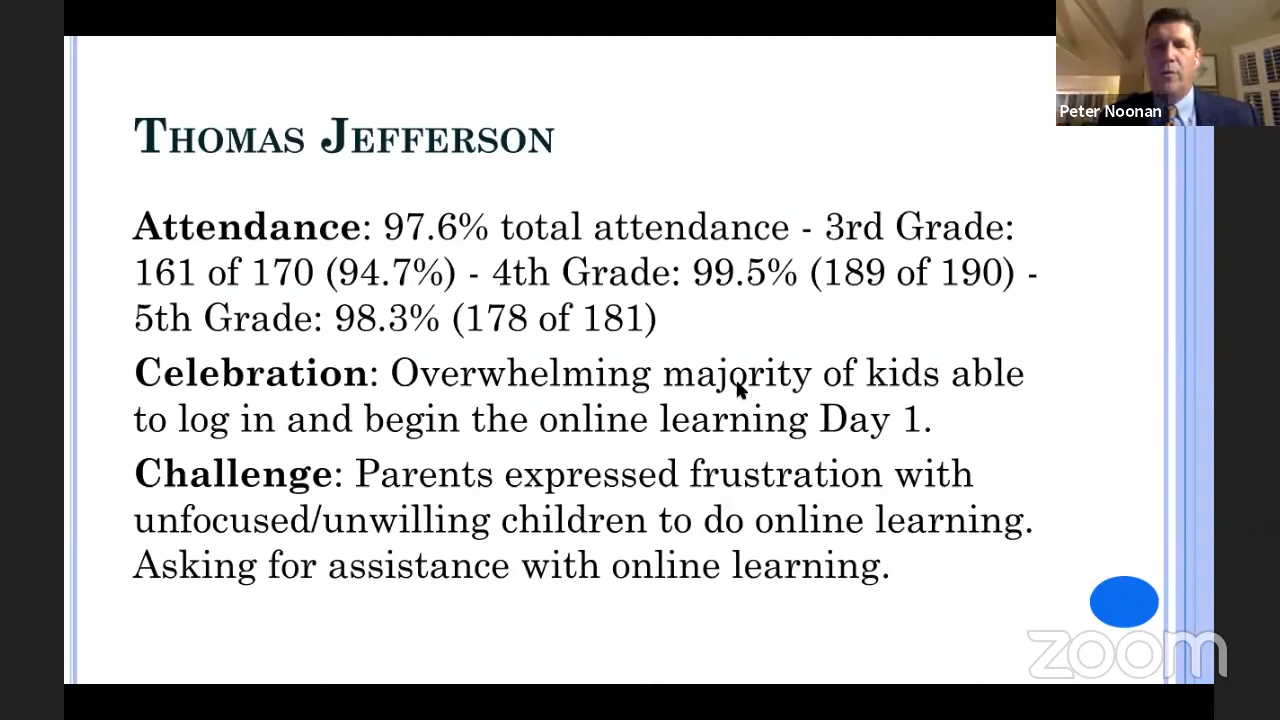 Peter Noonan
THOMAS JEFFERSON
Attendance: 97.6% total attendance - 3rd Grade:
161 of 170 (94.7%) - 4th Grade: 99.5% (189 of 190) -
5th Grade: 98.3% (178 of 181)
Celebration: Overwhelming majority of kids able
to log in and begin the online learning Day 1.
Challenge: Parents expressed frustration with
unfocused/unwilling children to do online learning.
Asking for assistance with online learning.
zoom